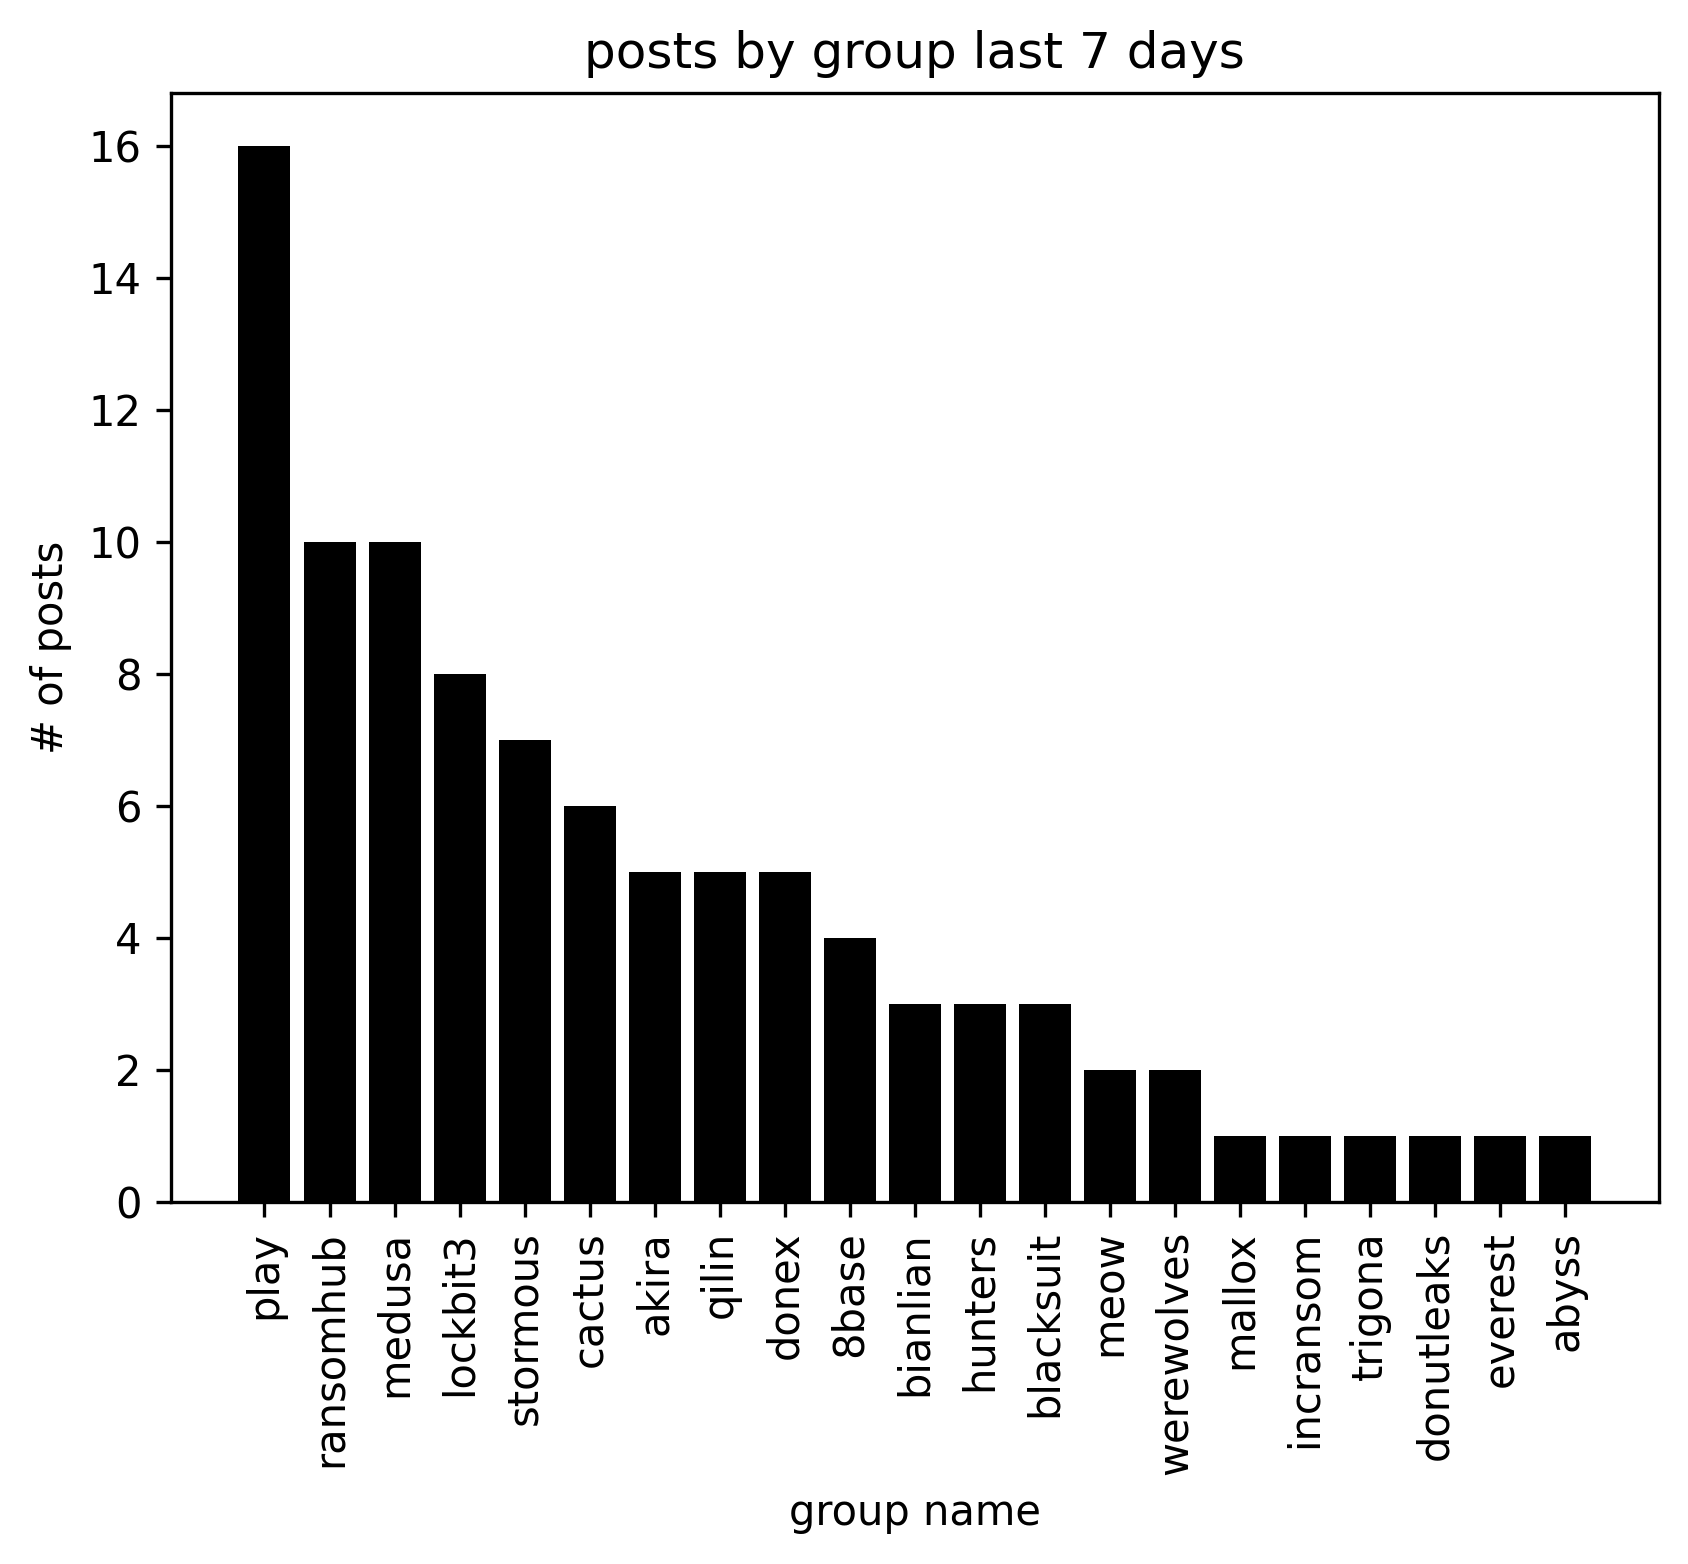 posts by group last 7 days
16
14
12
10
8
6
4
2
0
# of posts
play
ransomhub
medusa
lockbit3
stormous
cactus
akira
qilin
donex
8base
bianlian
hunters
blacksuit
meow
werewolves
mallox
incransom
trigona
donutleaks
everest
abyss
group name